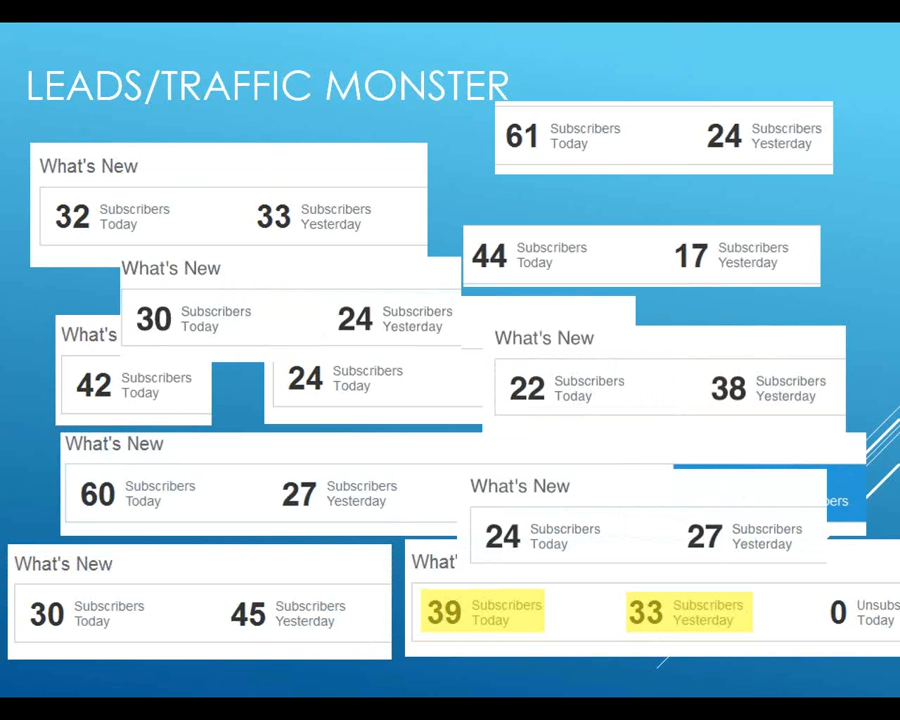 LEADS/TRAFFIC MONSTER
61 Subscribers Today 24 Subscribers Yesterday
What's New
32 Subscribers Today 33 Subscribers Yesterday
44 Subscribers Today 17 Subscribers Yesterday
What's New
30 Subscribers Today 24 Subscribers Yesterday
What's
42 Subscribers Today
24 Subscribers Today
What's New
22 Subscribers Today 38 Subscribers Yesterday
What's New
60 Subscribers Today 27 Subscribers Yesterday
bers
What's New
24 Subscribers Today 27 Subscribers Yesterday
What's New
30 Subscribers Today 45 Subscribers Yesterday
What'
39 Subscribers Today 33 Subscribers Yesterday 0 Unsubs Today